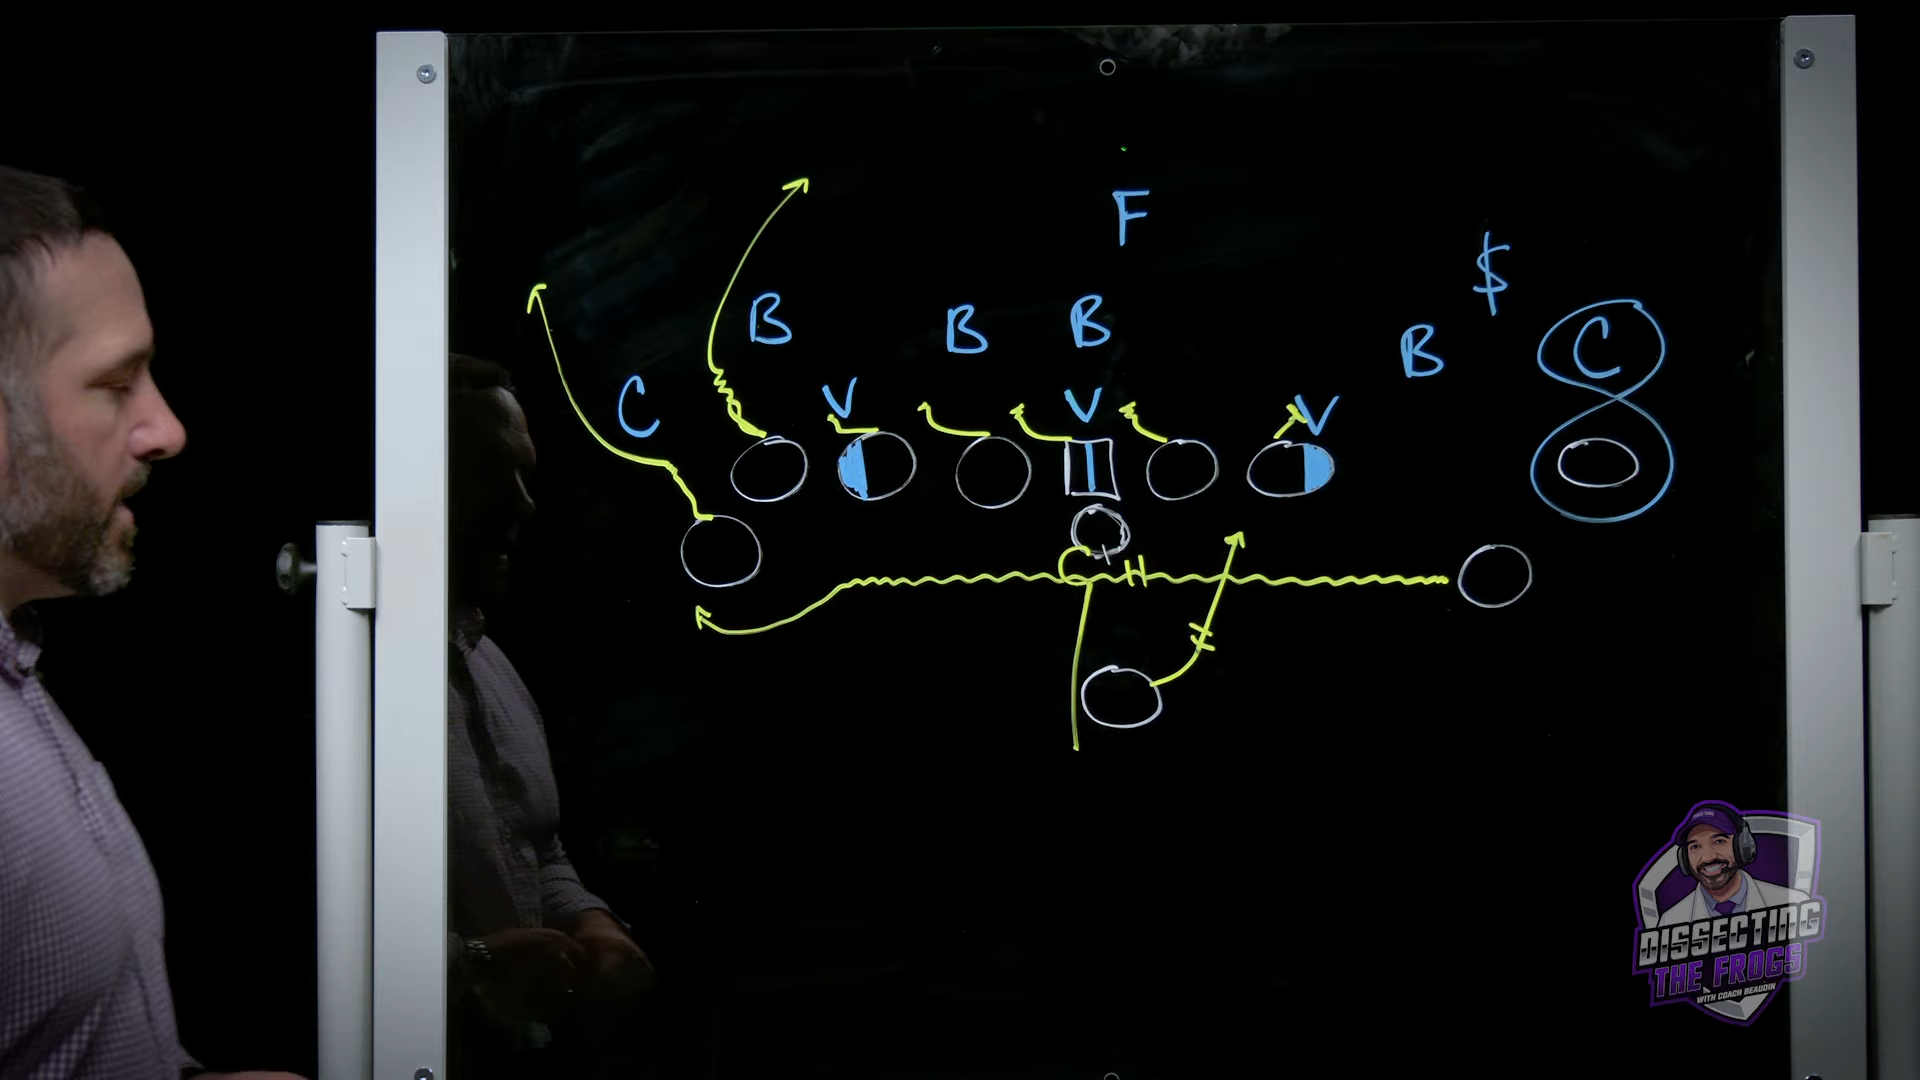 F
$
B
B
B
B
C
C
V
V
V
DISSECTING
THE FROGS
WITH COACH BEAUDIN